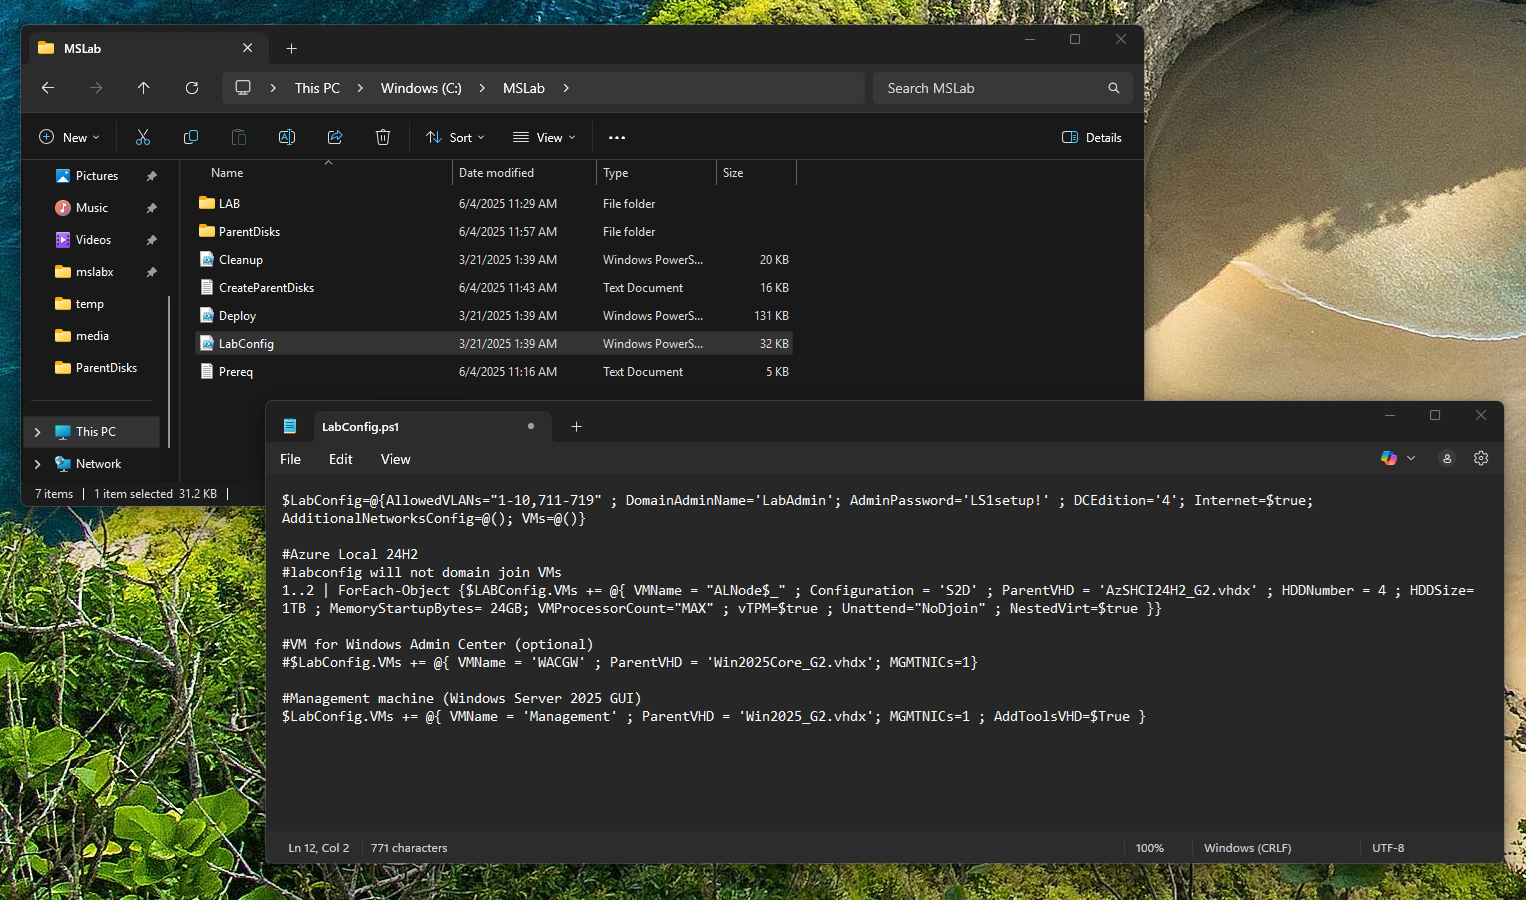 MSLab
This PC > Windows (C:) > MSLab >
Search MSLab
New
Sort
View
Details
Name
Date modified
Type
Size
Pictures
Music
Videos
mslabx
temp
media
ParentDisks
This PC
Network
LAB 6/4/2025 11:29 AM File folder
ParentDisks 6/4/2025 11:57 AM File folder
Cleanup 3/21/2025 1:39 AM Windows PowerS... 20 KB
CreateParentDisks 6/4/2025 11:43 AM Text Document 16 KB
Deploy 3/21/2025 1:39 AM Windows PowerS... 131 KB
LabConfig 3/21/2025 1:39 AM Windows PowerS... 32 KB
Prereq 6/4/2025 11:16 AM Text Document 5 KB
7 items | 1 item selected 31.2 KB |
LabConfig.ps1
File Edit View
$LabConfig=@{AllowedVLANs="1-10,711-719" ; DomainAdminName='LabAdmin'; AdminPassword='LS1setup!' ; DCEdition='4'; Internet=$true;
AdditionalNetworksConfig=@(); VMs=@()}
#Azure Local 24H2
#labconfig will not domain join VMs
1..2 | ForEach-Object {$LABConfig.VMs += @{ VMName = "ALNode$_" ; Configuration = 'S2D' ; ParentVHD = 'AzSHCI24H2_G2.vhdx' ; HDDNumber = 4 ; HDDSize=
1TB ; MemoryStartupBytes= 24GB; VMProcessorCount="MAX" ; vTPM=$true ; Unattend="NoDjoin" ; NestedVirt=$true }}
#VM for Windows Admin Center (optional)
#$LabConfig.VMs += @{ VMName = 'WACGW' ; ParentVHD = 'Win2025Core_G2.vhdx'; MGMTNICs=1}
#Management machine (Windows Server 2025 GUI)
$LabConfig.VMs += @{ VMName = 'Management' ; ParentVHD = 'Win2025_G2.vhdx'; MGMTNICs=1 ; AddToolsVHD=$True }
Ln 12, Col 2
771 characters
100%
Windows (CRLF)
UTF-8